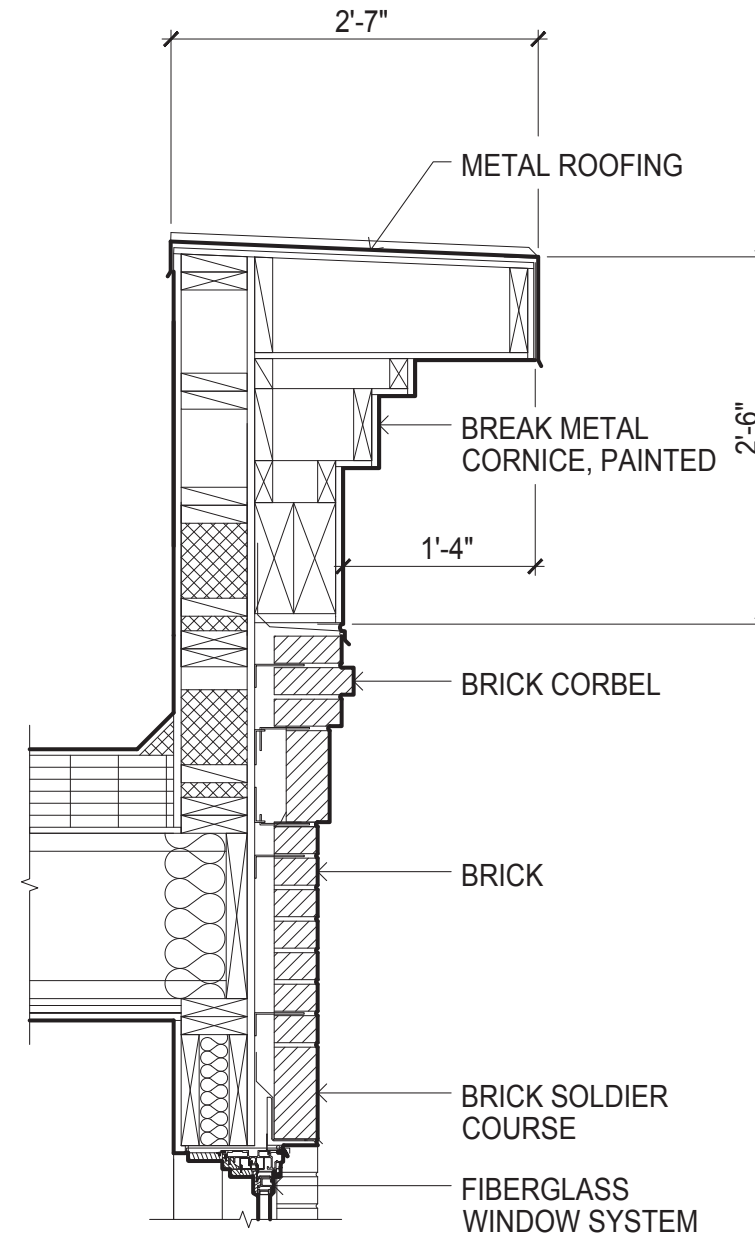 2'-7"
METAL ROOFING
BREAK METAL
CORNICE, PAINTED
2'-6"
1'-4"
BRICK CORBEL
BRICK
BRICK SOLDIER
COURSE
FIBERGLASS
WINDOW SYSTEM